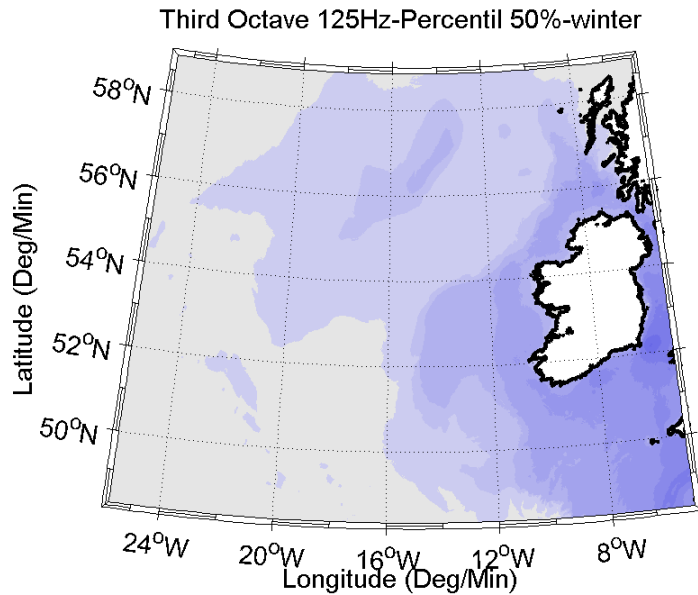 Third Octave 125Hz-Percentil 50%-winter
58°N
56°N
54°N
52°N
50°N
Latitude (Deg/Min)
24°W 20°W 16°W 12°W 8°W
Longitude (Deg/Min)